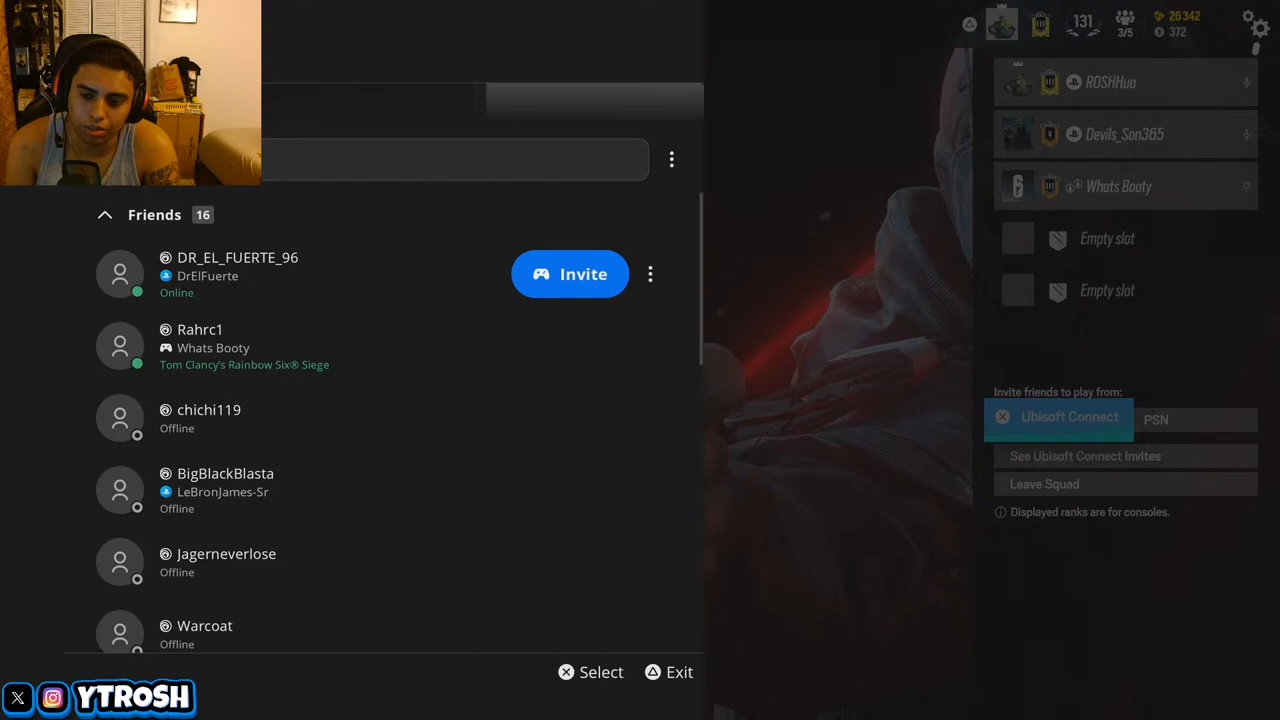 131
3/5
26 342
372
ROSHHua
Devils_Son365
Whats Booty
Empty slot
Empty slot
Invite friends to play from:
Ubisoft Connect
PSN
See Ubisoft Connect Invites
Leave Squad
Displayed ranks are for consoles.
Friends 16
DR_EL_FUERTE_96
DrElFuerte
Online
Invite
Rahrc1
Whats Booty
Tom Clancy's Rainbow Six® Siege
chichi119
Offline
BigBlackBlasta
LeBronJames-Sr
Offline
Jagerneverlose
Offline
Warcoat
Offline
Select
Exit
YTROSH